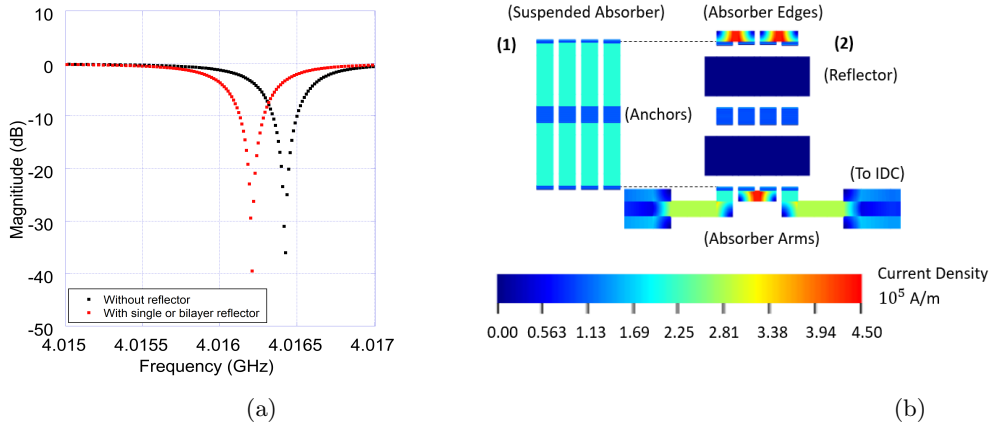 10
0
-10
-20
-30
-40
-50
Magnitiude (dB)
Without reflector
With single or bilayer reflector
4.015 4.0155 4.016 4.0165 4.017
Frequency (GHz)
(a)
(Suspended Absorber) (Absorber Edges)
(1) (2)
(Reflector)
(Anchors)
(To IDC)
(Absorber Arms)
Current Density
10⁵ A/m
0.00 0.563 1.13 1.69 2.25 2.81 3.38 3.94 4.50
(b)